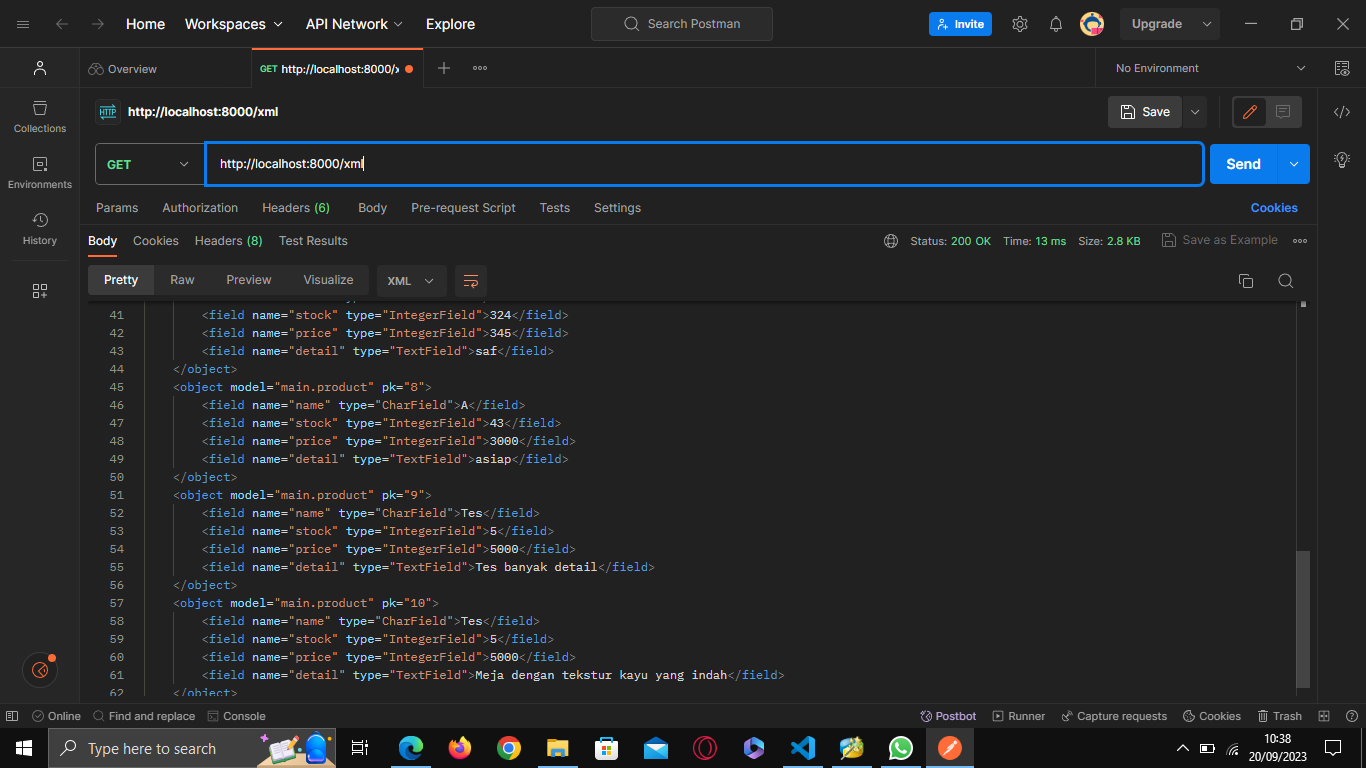 Home Workspaces API Network Explore Search Postman Invite Upgrade
Overview GET http://localhost:8000/x No Environment
HTTP http://localhost:8000/xml Save
Collections
GET http://localhost:8000/xml Send
Environments
Params Authorization Headers (6) Body Pre-request Script Tests Settings Cookies
History
Body Cookies Headers (8) Test Results Status: 200 OK Time: 13 ms Size: 2.8 KB Save as Example
Pretty Raw Preview Visualize XML
41 <field name="stock" type="IntegerField">324</field>
42 <field name="price" type="IntegerField">345</field>
43 <field name="detail" type="TextField">saf</field>
44 </object>
45 <object model="main.product" pk="8">
46 <field name="name" type="CharField">A</field>
47 <field name="stock" type="IntegerField">43</field>
48 <field name="price" type="IntegerField">3000</field>
49 <field name="detail" type="TextField">asiap</field>
50 </object>
51 <object model="main.product" pk="9">
52 <field name="name" type="CharField">Tes</field>
53 <field name="stock" type="IntegerField">5</field>
54 <field name="price" type="IntegerField">5000</field>
55 <field name="detail" type="TextField">Tes banyak detail</field>
56 </object>
57 <object model="main.product" pk="10">
58 <field name="name" type="CharField">Tes</field>
59 <field name="stock" type="IntegerField">5</field>
60 <field name="price" type="IntegerField">5000</field>
61 <field name="detail" type="TextField">Meja dengan tekstur kayu yang indah</field>
62 </object>
Online Find and replace Console Postbot Runner Capture requests Cookies Trash
Type here to search
10:38
20/09/2023